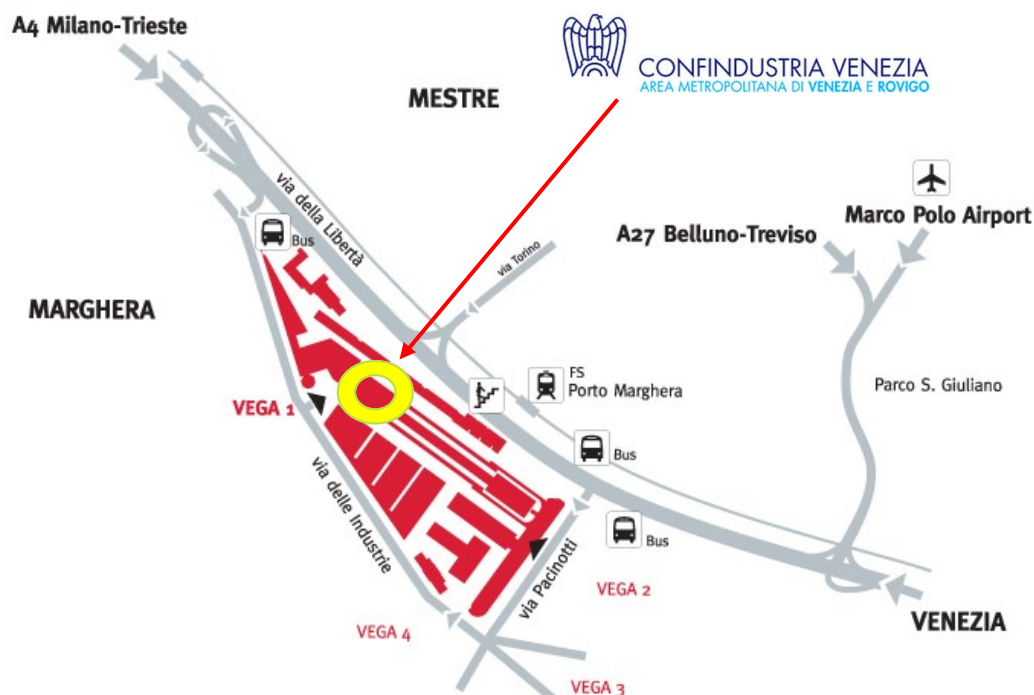 A4 Milano-Trieste
CONFINDUSTRIA VENEZIA
AREA METROPOLITANA DI VENEZIA E ROVIGO
MESTRE
via della Libertà
Marco Polo Airport
A27 Belluno-Treviso
Bus
via Torino
MARGHERA
FS
Porto Marghera
Parco S. Giuliano
VEGA 1
Bus
via delle Industrie
Bus
via Pacinotti
VEGA 2
VENEZIA
VEGA 4
VEGA 3